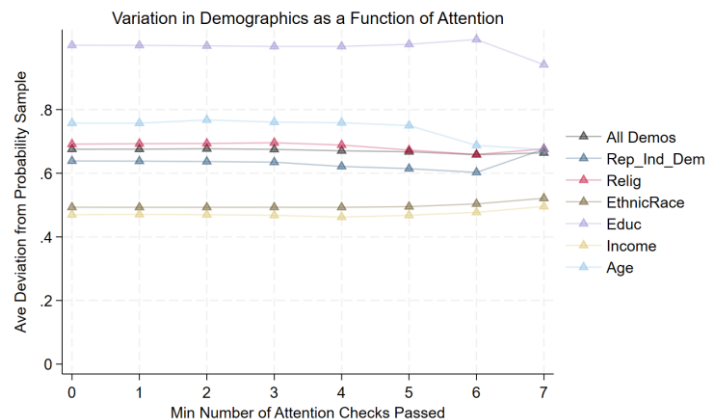 Variation in Demographics as a Function of Attention
Ave Deviation from Probability Sample
.8
.6
.4
.2
0
0 1 2 3 4 5 6 7
Min Number of Attention Checks Passed
All Demos
Rep_Ind_Dem
Relig
EthnicRace
Educ
Income
Age